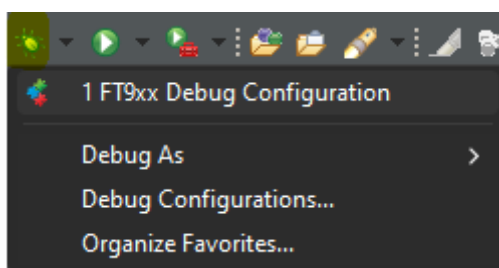 1 FT9xx Debug Configuration
Debug As
Debug Configurations...
Organize Favorites...